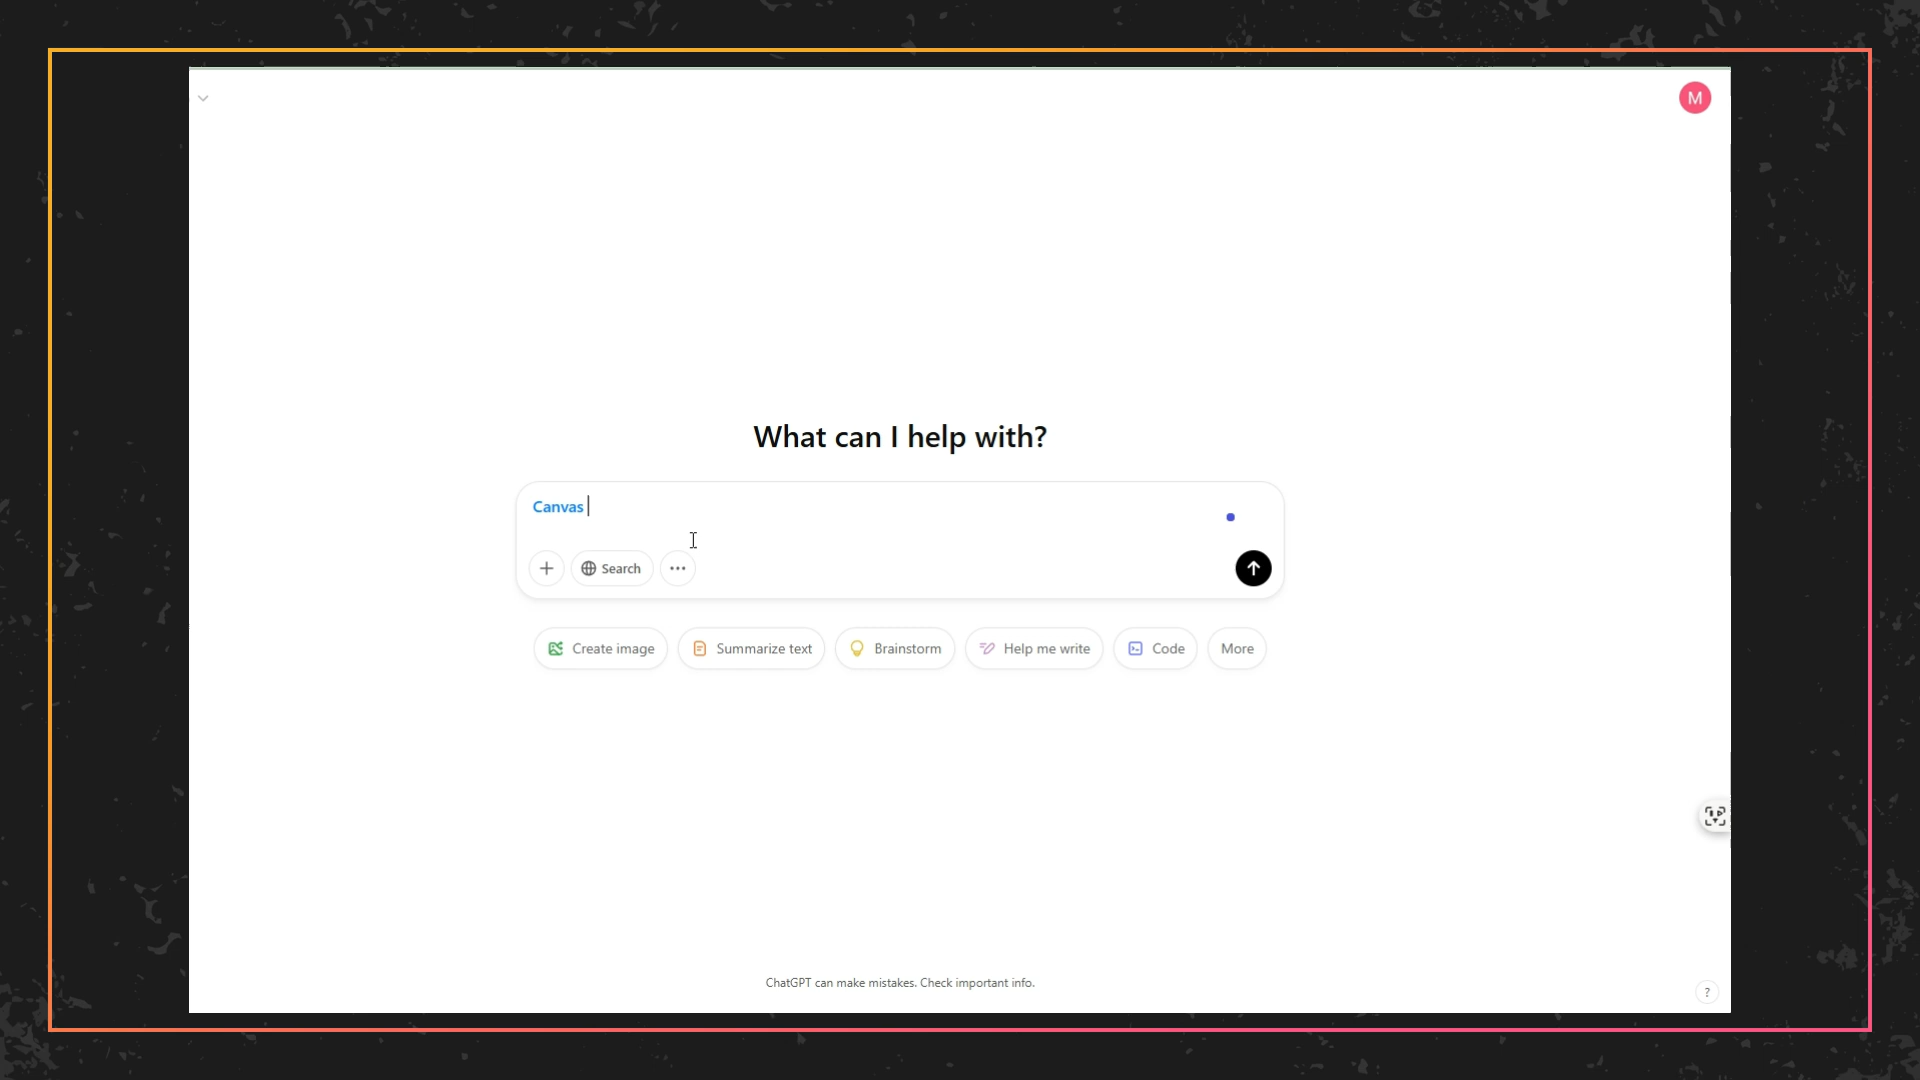 M
What can I help with?
Canvas
Search
Create image
Summarize text
Brainstorm
Help me write
Code
More
ChatGPT can make mistakes. Check important info.
?